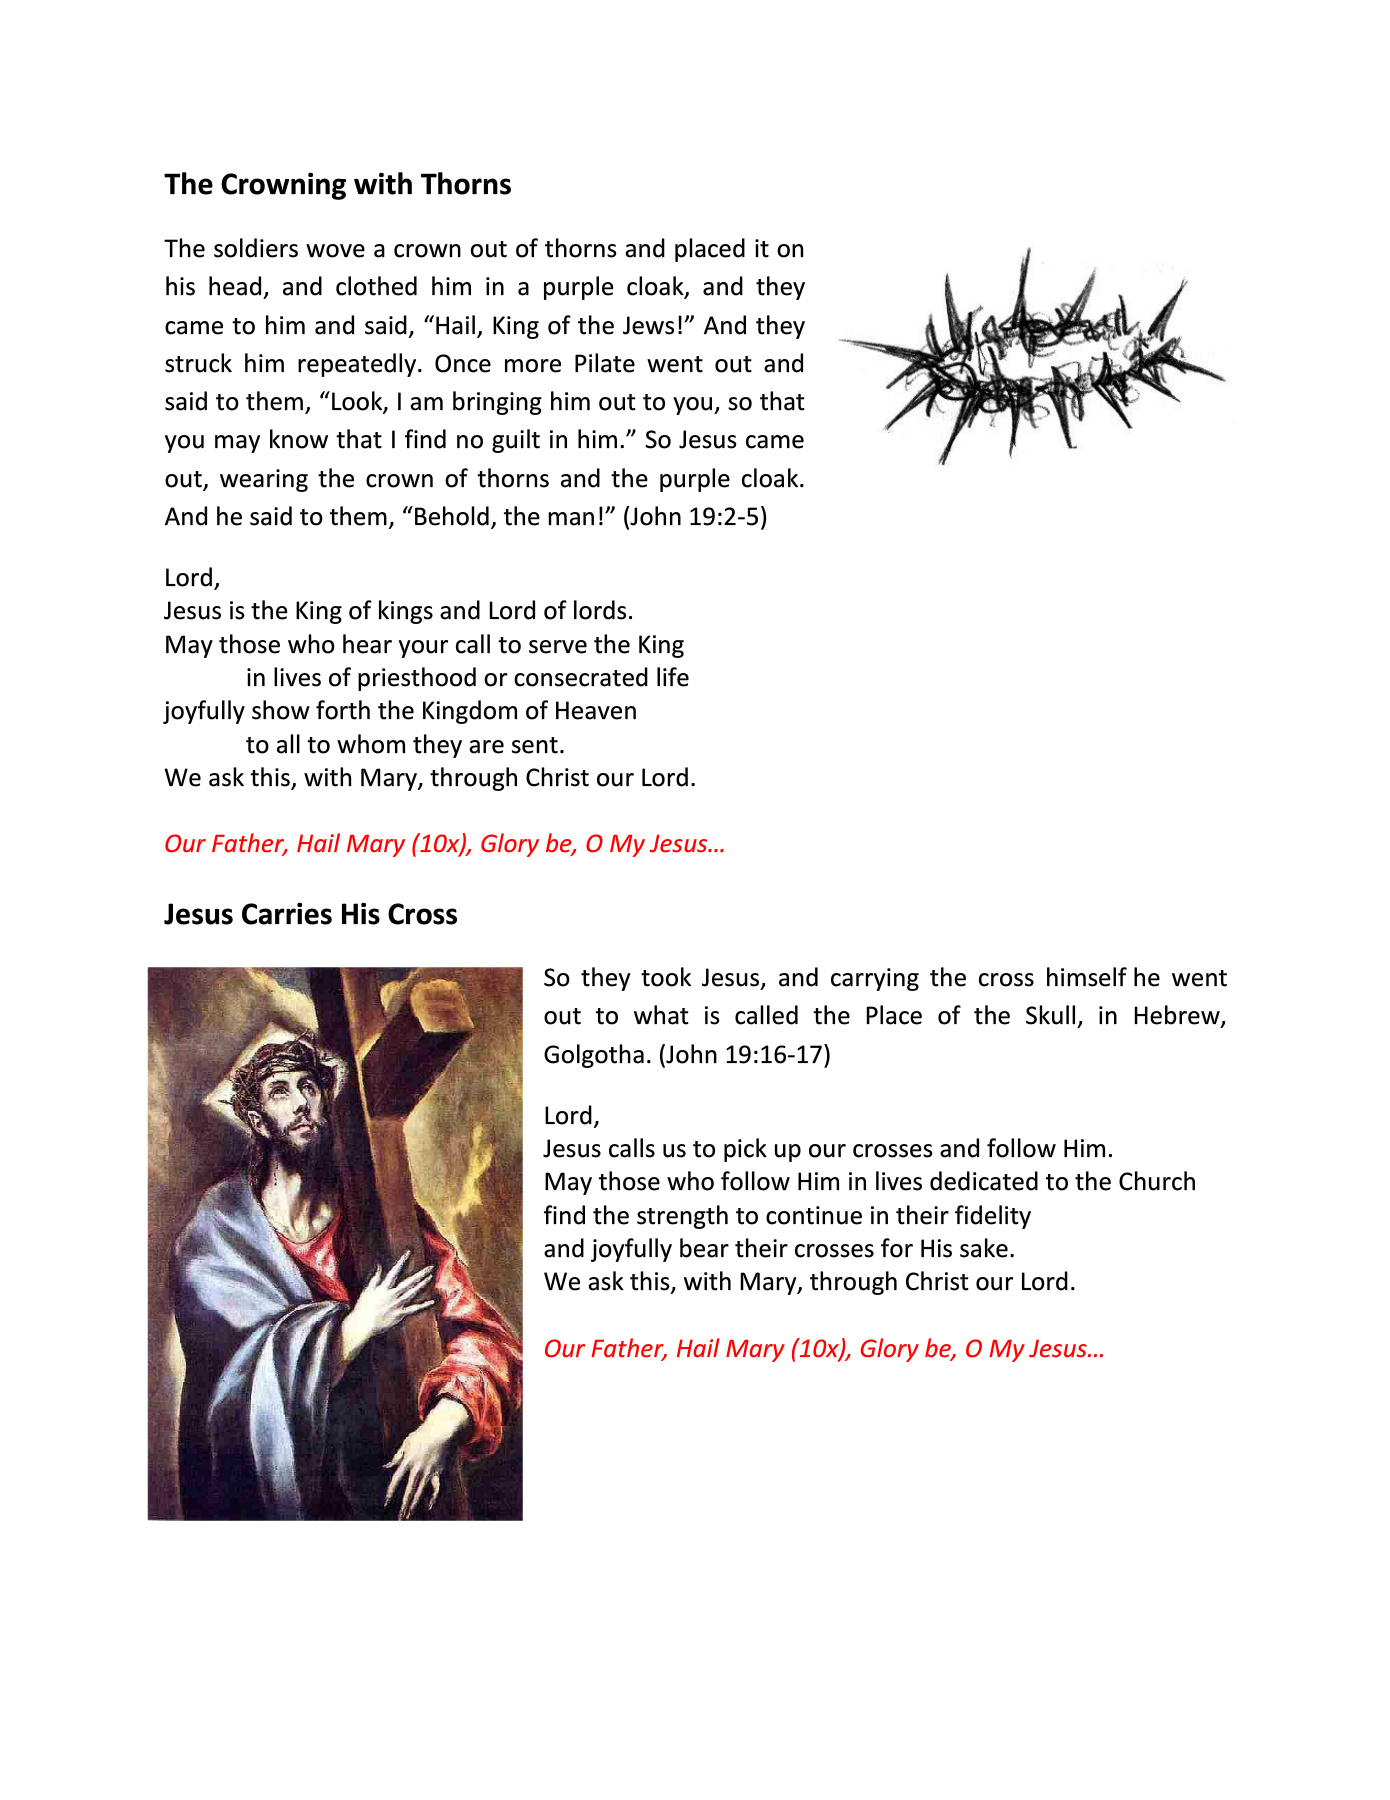 The Crowning with Thorns
The soldiers wove a crown out of thorns and placed it on
his head, and clothed him in a purple cloak, and they
came to him and said, “Hail, King of the Jews!” And they
struck him repeatedly. Once more Pilate went out and
said to them, “Look, I am bringing him out to you, so that
you may know that I find no guilt in him.” So Jesus came
out, wearing the crown of thorns and the purple cloak.
And he said to them, “Behold, the man!” (John 19:2-5)
Lord,
Jesus is the King of kings and Lord of lords.
May those who hear your call to serve the King
in lives of priesthood or consecrated life
joyfully show forth the Kingdom of Heaven
to all to whom they are sent.
We ask this, with Mary, through Christ our Lord.
Our Father, Hail Mary (10x), Glory be, O My Jesus…
Jesus Carries His Cross
So they took Jesus, and carrying the cross himself he went
out to what is called the Place of the Skull, in Hebrew,
Golgotha. (John 19:16-17)
Lord,
Jesus calls us to pick up our crosses and follow Him.
May those who follow Him in lives dedicated to the Church
find the strength to continue in their fidelity
and joyfully bear their crosses for His sake.
We ask this, with Mary, through Christ our Lord.
Our Father, Hail Mary (10x), Glory be, O My Jesus…